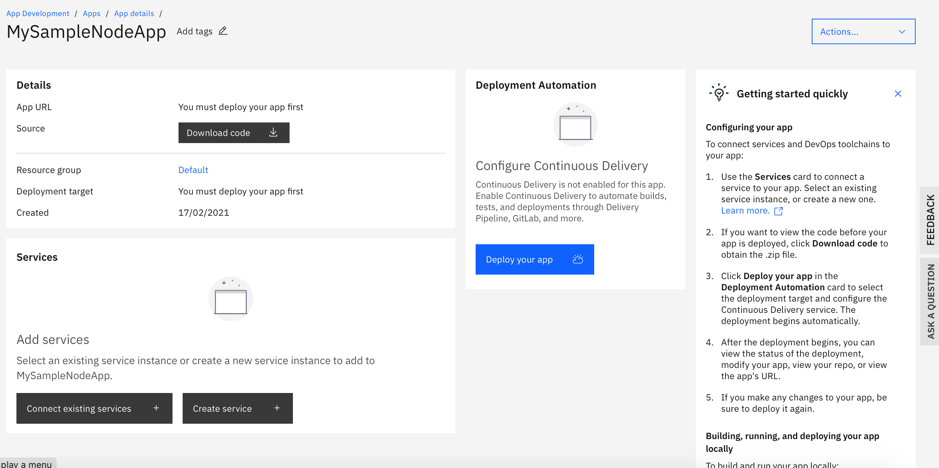 App Development / Apps / App details /
MySampleNodeApp Add tags
Actions...
Details
App URL You must deploy your app first
Source Download code
Resource group Default
Deployment target You must deploy your app first
Created 17/02/2021
Services
Add services
Select an existing service instance or create a new service instance to add to
MySampleNodeApp.
Connect existing services +
Create service +
Deployment Automation
Configure Continuous Delivery
Continuous Delivery is not enabled for this app.
Enable Continuous Delivery to automate builds,
tests, and deployments through Delivery
Pipeline, GitLab, and more.
Deploy your app
Getting started quickly
Configuring your app
To connect services and DevOps toolchains to
your app:
1. Use the Services card to connect a
service to your app. Select an existing
service instance, or create a new one.
Learn more.
2. If you want to view the code before your
app is deployed, click Download code to
obtain the .zip file.
3. Click Deploy your app in the
Deployment Automation card to select
the deployment target and configure the
Continuous Delivery service. The
deployment begins automatically.
4. After the deployment begins, you can
view the status of the deployment,
modify your app, view your repo, or view
the app's URL.
5. If you make any changes to your app, be
sure to deploy it again.
Building, running, and deploying your app
locally
To build and run your app locally:
FEEDBACK
ASK A QUESTION
play a menu